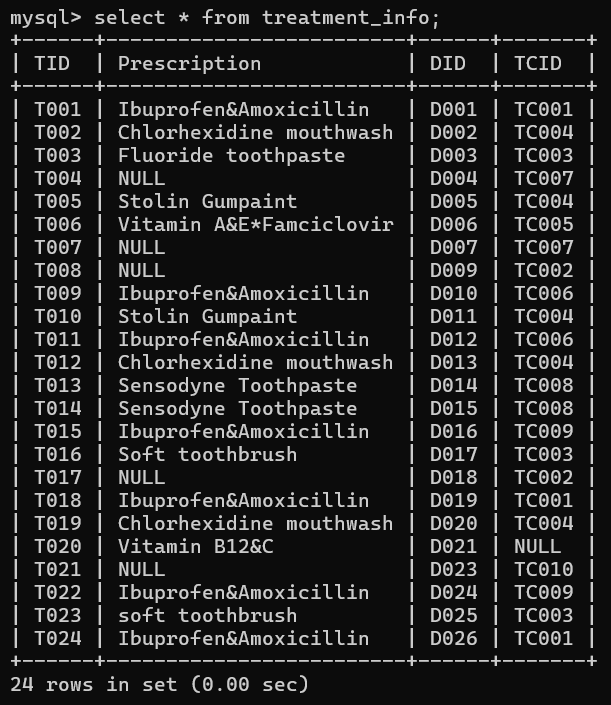 mysql> select * from treatment_info;
+------+--------------------------+------+-------+
| TID  | Prescription             | DID  | TCID  |
+------+--------------------------+------+-------+
| T001 | Ibuprofen&Amoxicillin    | D001 | TC001 |
| T002 | Chlorhexidine mouthwash  | D002 | TC004 |
| T003 | Fluoride toothpaste      | D003 | TC003 |
| T004 | NULL                     | D004 | TC007 |
| T005 | Stolin Gumpaint          | D005 | TC004 |
| T006 | Vitamin A&E*Famciclovir  | D006 | TC005 |
| T007 | NULL                     | D007 | TC007 |
| T008 | NULL                     | D009 | TC002 |
| T009 | Ibuprofen&Amoxicillin    | D010 | TC006 |
| T010 | Stolin Gumpaint          | D011 | TC004 |
| T011 | Ibuprofen&Amoxicillin    | D012 | TC006 |
| T012 | Chlorhexidine mouthwash  | D013 | TC004 |
| T013 | Sensodyne Toothpaste     | D014 | TC008 |
| T014 | Sensodyne Toothpaste     | D015 | TC008 |
| T015 | Ibuprofen&Amoxicillin    | D016 | TC009 |
| T016 | Soft toothbrush          | D017 | TC003 |
| T017 | NULL                     | D018 | TC002 |
| T018 | Ibuprofen&Amoxicillin    | D019 | TC001 |
| T019 | Chlorhexidine mouthwash  | D020 | TC004 |
| T020 | Vitamin B12&C            | D021 | NULL  |
| T021 | NULL                     | D023 | TC010 |
| T022 | Ibuprofen&Amoxicillin    | D024 | TC009 |
| T023 | soft toothbrush          | D025 | TC003 |
| T024 | Ibuprofen&Amoxicillin    | D026 | TC001 |
+------+--------------------------+------+-------+
24 rows in set (0.00 sec)